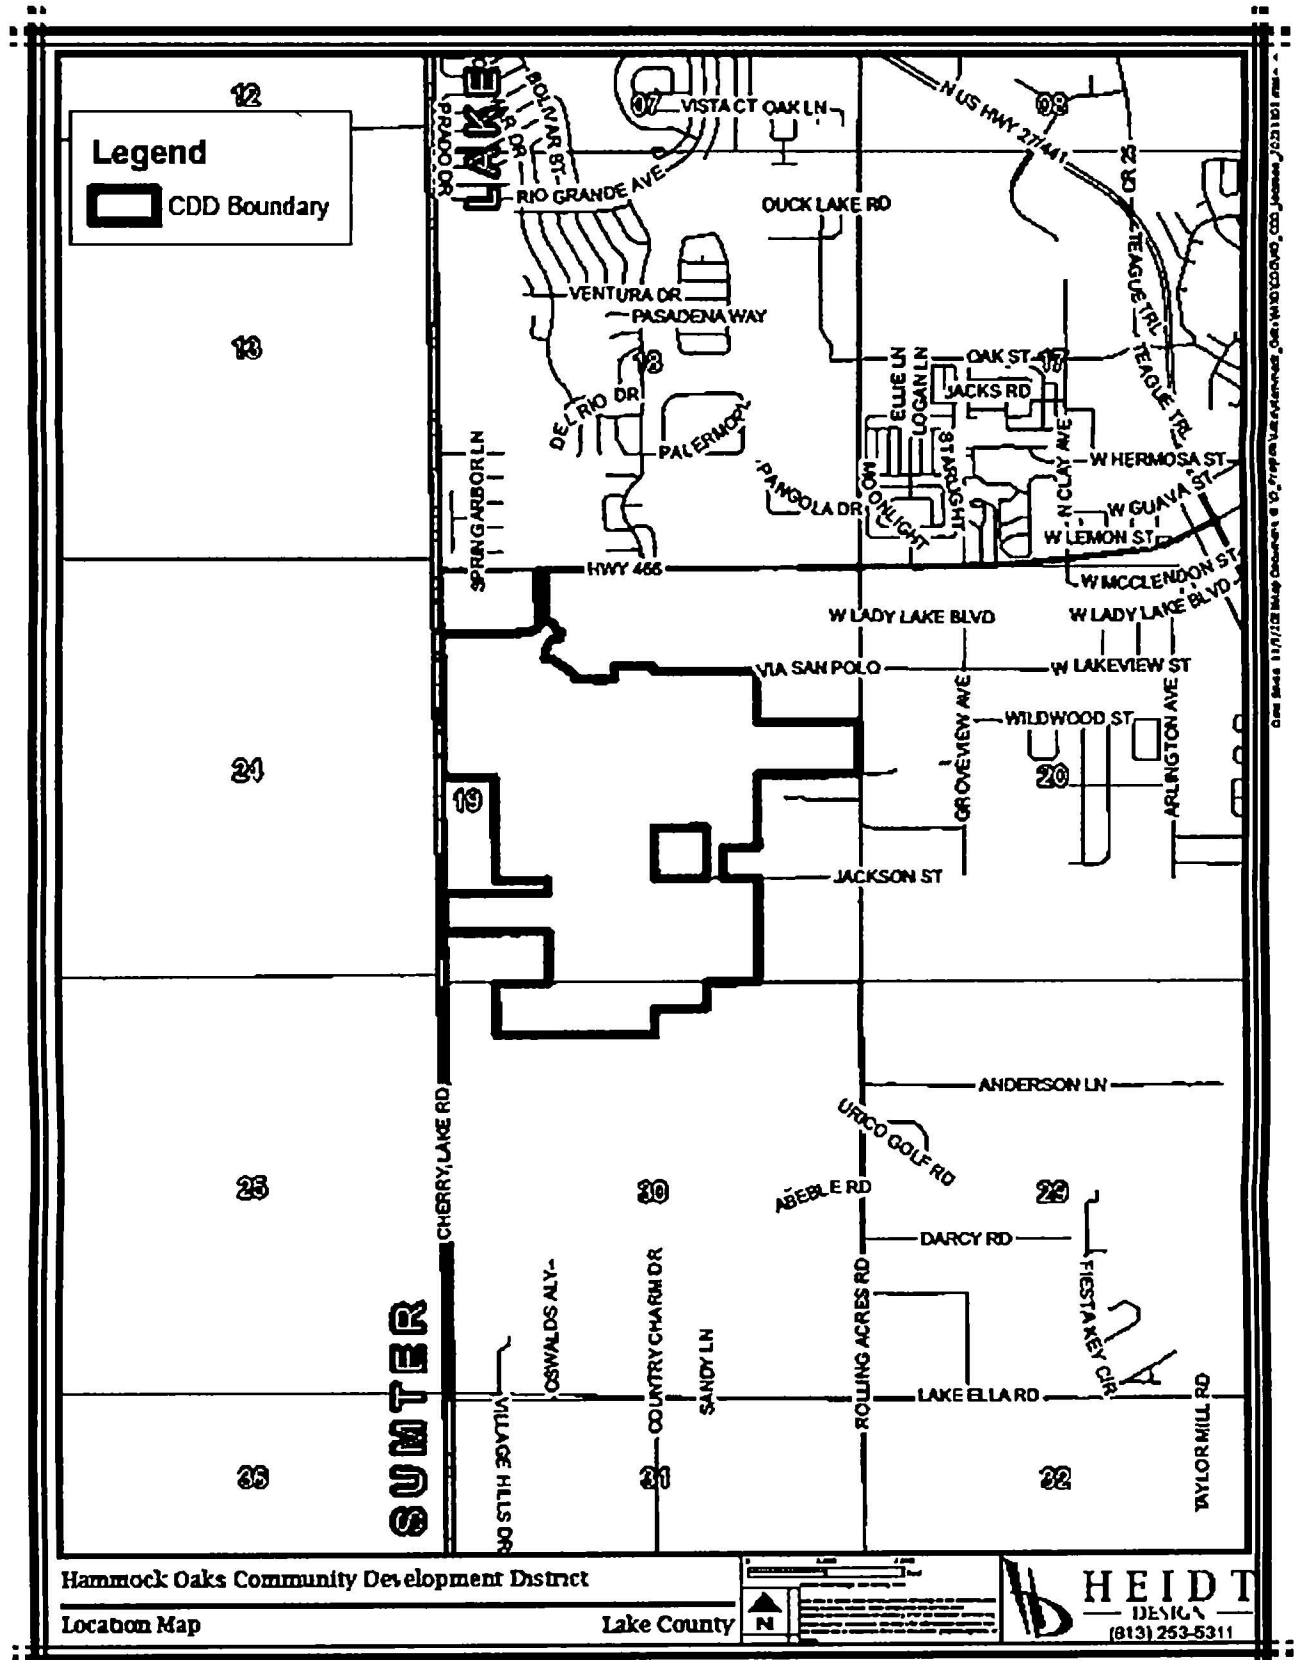 12
Legend
CDD Boundary
LAKE
PRADO DR
BOLIVAR ST
RIO GRANDE AVE
07
VISTA CT
OAK LN
N US HWY 27/441
08
CR 25
TEAGUE TRL
TEAGUE TRL
DUCK LAKE RD
VENTURA DR
PASADENA WAY
13
18
DEL RIO DR
PALERMO PL
ELLIE LN
LOGAN LN
OAK ST
17
JACKS RD
SPRING ARBOR LN
PANGOLA DR
MOONLIGHT
STARLIGHT
N CLAY AVE
W HERMOSA ST
W GUAVA ST
W LEMON ST
HWY 466
W MCCLENDON ST
W LADY LAKE BLVD
W LADY LAKE BLVD
VIA SAN POLO
W LAKEVIEW ST
GROVEVIEW AVE
WILDWOOD ST
ARLINGTON AVE
24
19
20
JACKSON ST
CHERRY LAKE RD
ANDERSON LN
URICO GOLF RD
25
30
ABEBLE RD
29
DARCY RD
SUMTER
OSWALDS ALY
COUNTRY CHARM DR
SANDY LN
ROLLING ACRES RD
FIESTA KEY CIR
LAKE ELLA RD
VILLAGE HILLS DR
TAYLOR MILL RD
31
32
Hammock Oaks Community Development District
Location Map
Lake County
N
HEIDT
DESIGN
(813) 253-5311